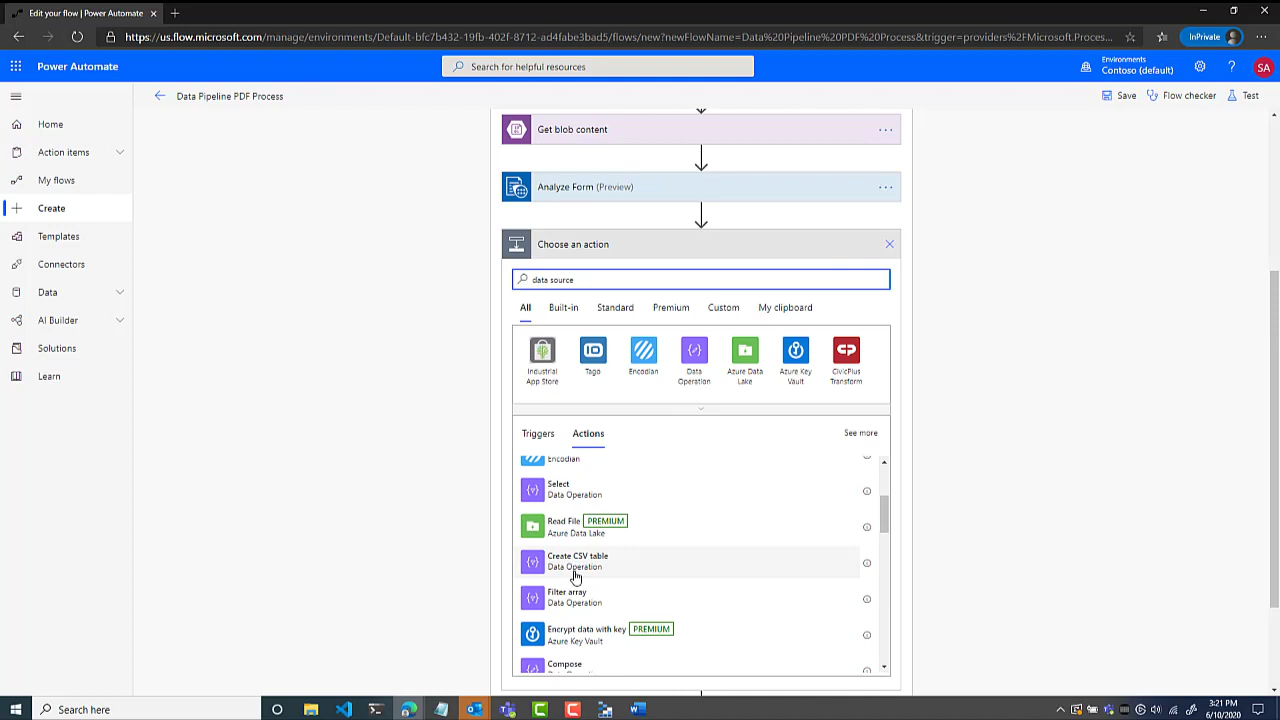 Edit your flow | Power Automate
https://us.flow.microsoft.com/manage/environments/Default-bfc7b432-19fb-402f-8712-ad4fabe3bad5/flows/new?newFlowName=Data%20Pipeline%20PDF%20Process&trigger=providers%2FMicrosoft.Proces...
InPrivate
Power Automate
Search for helpful resources
Environments
Contoso (default)
SA
Data Pipeline PDF Process
Save
Flow checker
Test
Home
Action items
My flows
Create
Templates
Connectors
Data
AI Builder
Solutions
Learn
Get blob content
Analyze Form (Preview)
Choose an action
data source
All Built-in Standard Premium Custom My clipboard
Industrial
App Store
Tago
Encodian
Data
Operation
Azure Data
Lake
Azure Key
Vault
CivicPlus
Transform
Triggers Actions See more
Encodian
Select
Data Operation
Read File PREMIUM
Azure Data Lake
Create CSV table
Data Operation
Filter array
Data Operation
Encrypt data with key PREMIUM
Azure Key Vault
Compose
Search here
3:21 PM
6/10/2020